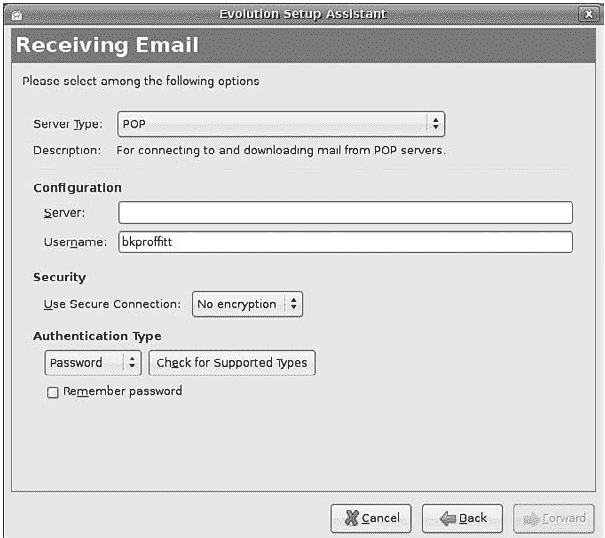 Evolution Setup Assistant
Receiving Email
Please select among the following options
Server Type: POP
Description: For connecting to and downloading mail from POP servers.
Configuration
Server:
Username: bkproffitt
Security
Use Secure Connection: No encryption
Authentication Type
Password Check for Supported Types
Remember password
Cancel Back Forward